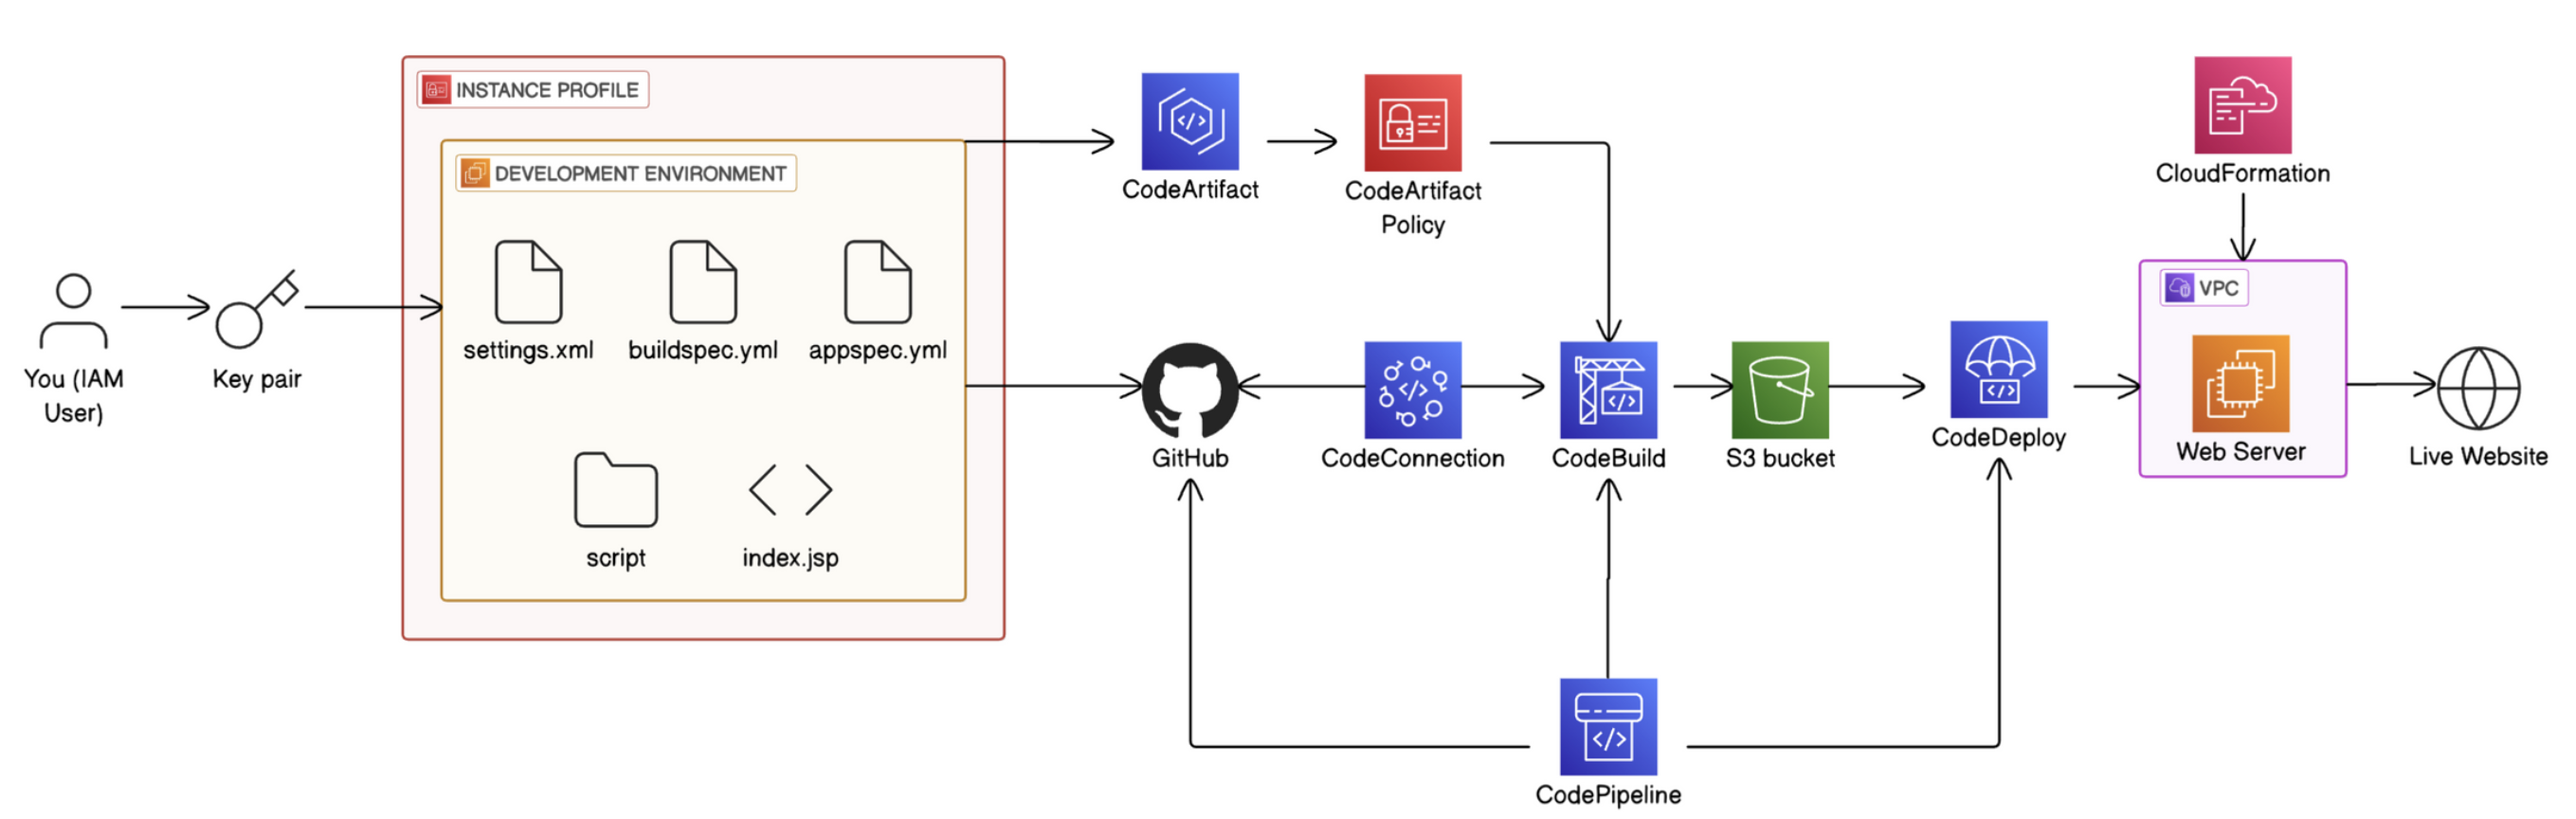 INSTANCE PROFILE
DEVELOPMENT ENVIRONMENT
settings.xml
buildspec.yml
appspec.yml
script
index.jsp
You (IAM
User)
Key pair
CodeArtifact
CodeArtifact
Policy
GitHub
CodeConnection
CodeBuild
S3 bucket
CodeDeploy
CloudFormation
VPC
Web Server
Live Website
CodePipeline